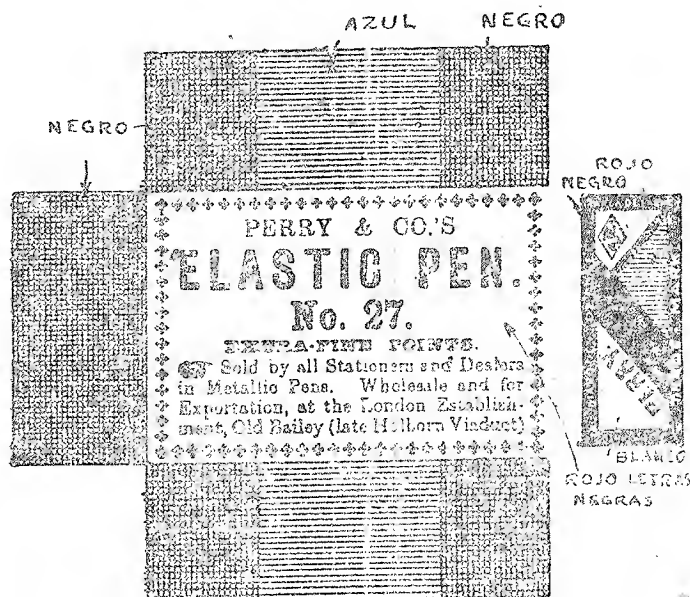 AZUL
NEGRO
NEGRO
ROJO
NEGRO
PERRY & CO.'S
ELASTIC PEN.
No. 27.
EXTRA-FINE POINTS.
☞ Sold by all Stationers and Dealers
in Metallic Pens. Wholesale and for
Exportation, at the London Establish-
ment, Old Bailey (late Holborn Viaduct)
PERRY
BLANCO
ROJO LETRAS
NEGRAS